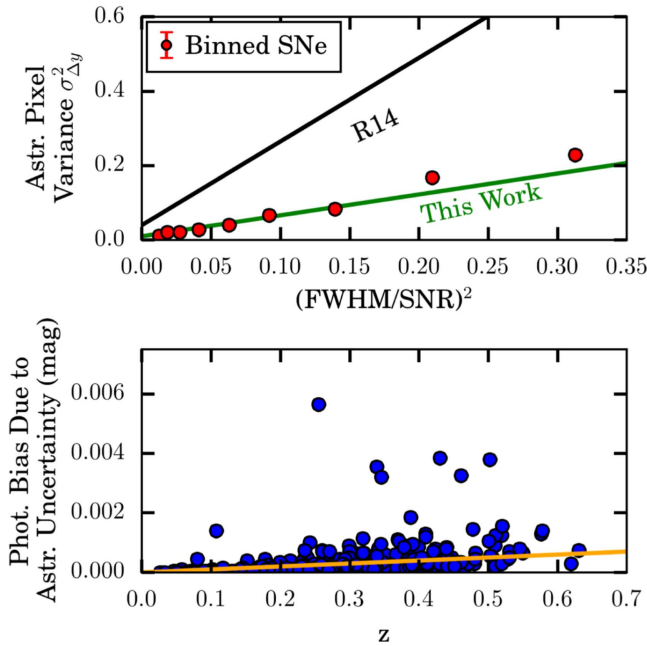 0.6
Binned SNe
Astr. Pixel
Variance σ²_Δy
0.4
R14
0.2
This Work
0.0
0.00 0.05 0.10 0.15 0.20 0.25 0.30 0.35
(FWHM/SNR)²
Phot. Bias Due to
Astr. Uncertainty (mag)
0.006
0.004
0.002
0.000
0.0 0.1 0.2 0.3 0.4 0.5 0.6 0.7
z